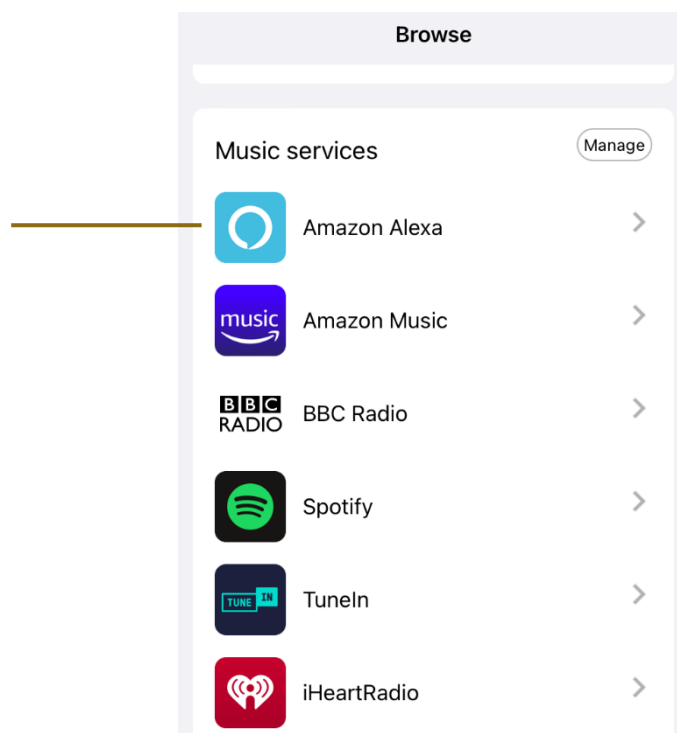 Browse
Music services
Manage
Amazon Alexa
music
Amazon Music
BBC
RADIO
BBC Radio
Spotify
TUNE IN
TuneIn
iHeartRadio